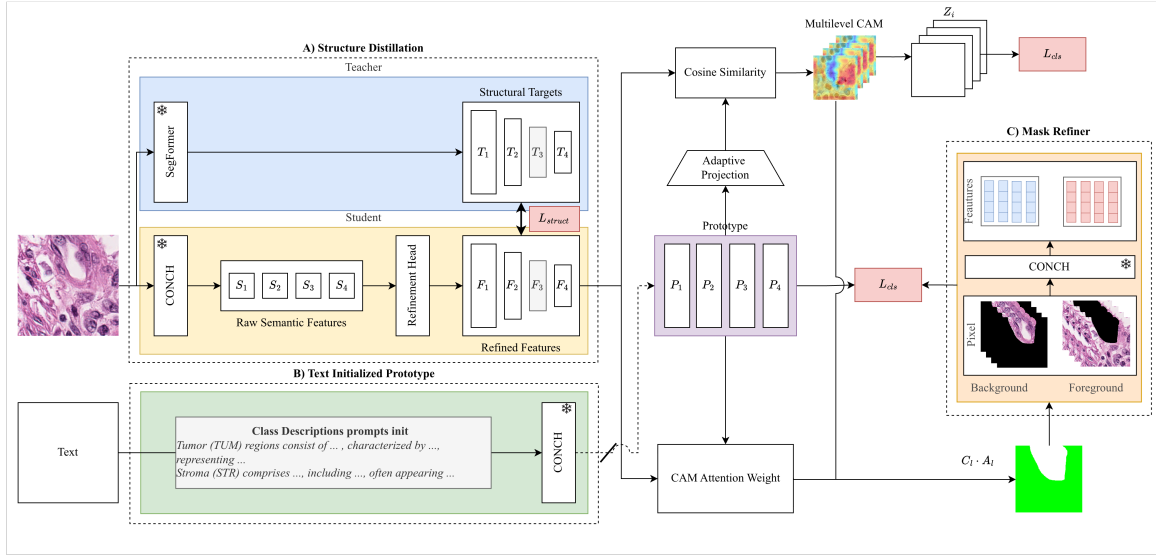 A) Structure Distillation
Teacher
SegFormer
Structural Targets
T1
T2
T3
T4
Student
Lstruct
CONCH
S1
S2
S3
S4
Raw Semantic Features
Refinement Head
F1
F2
F3
F4
Refined Features
B) Text Initialized Prototype
Text
Class Descriptions prompts init
Tumor (TUM) regions consist of ... , characterized by ...,
representing ...
Stroma (STR) comprises ..., including ..., often appearing ...
CONCH
Cosine Similarity
Adaptive
Projection
Prototype
P1
P2
P3
P4
CAM Attention Weight
Multilevel CAM
Zi
Lcls
Lcls
C) Mask Refiner
Feautures
CONCH
Pixel
Background
Foreground
Cl · Al